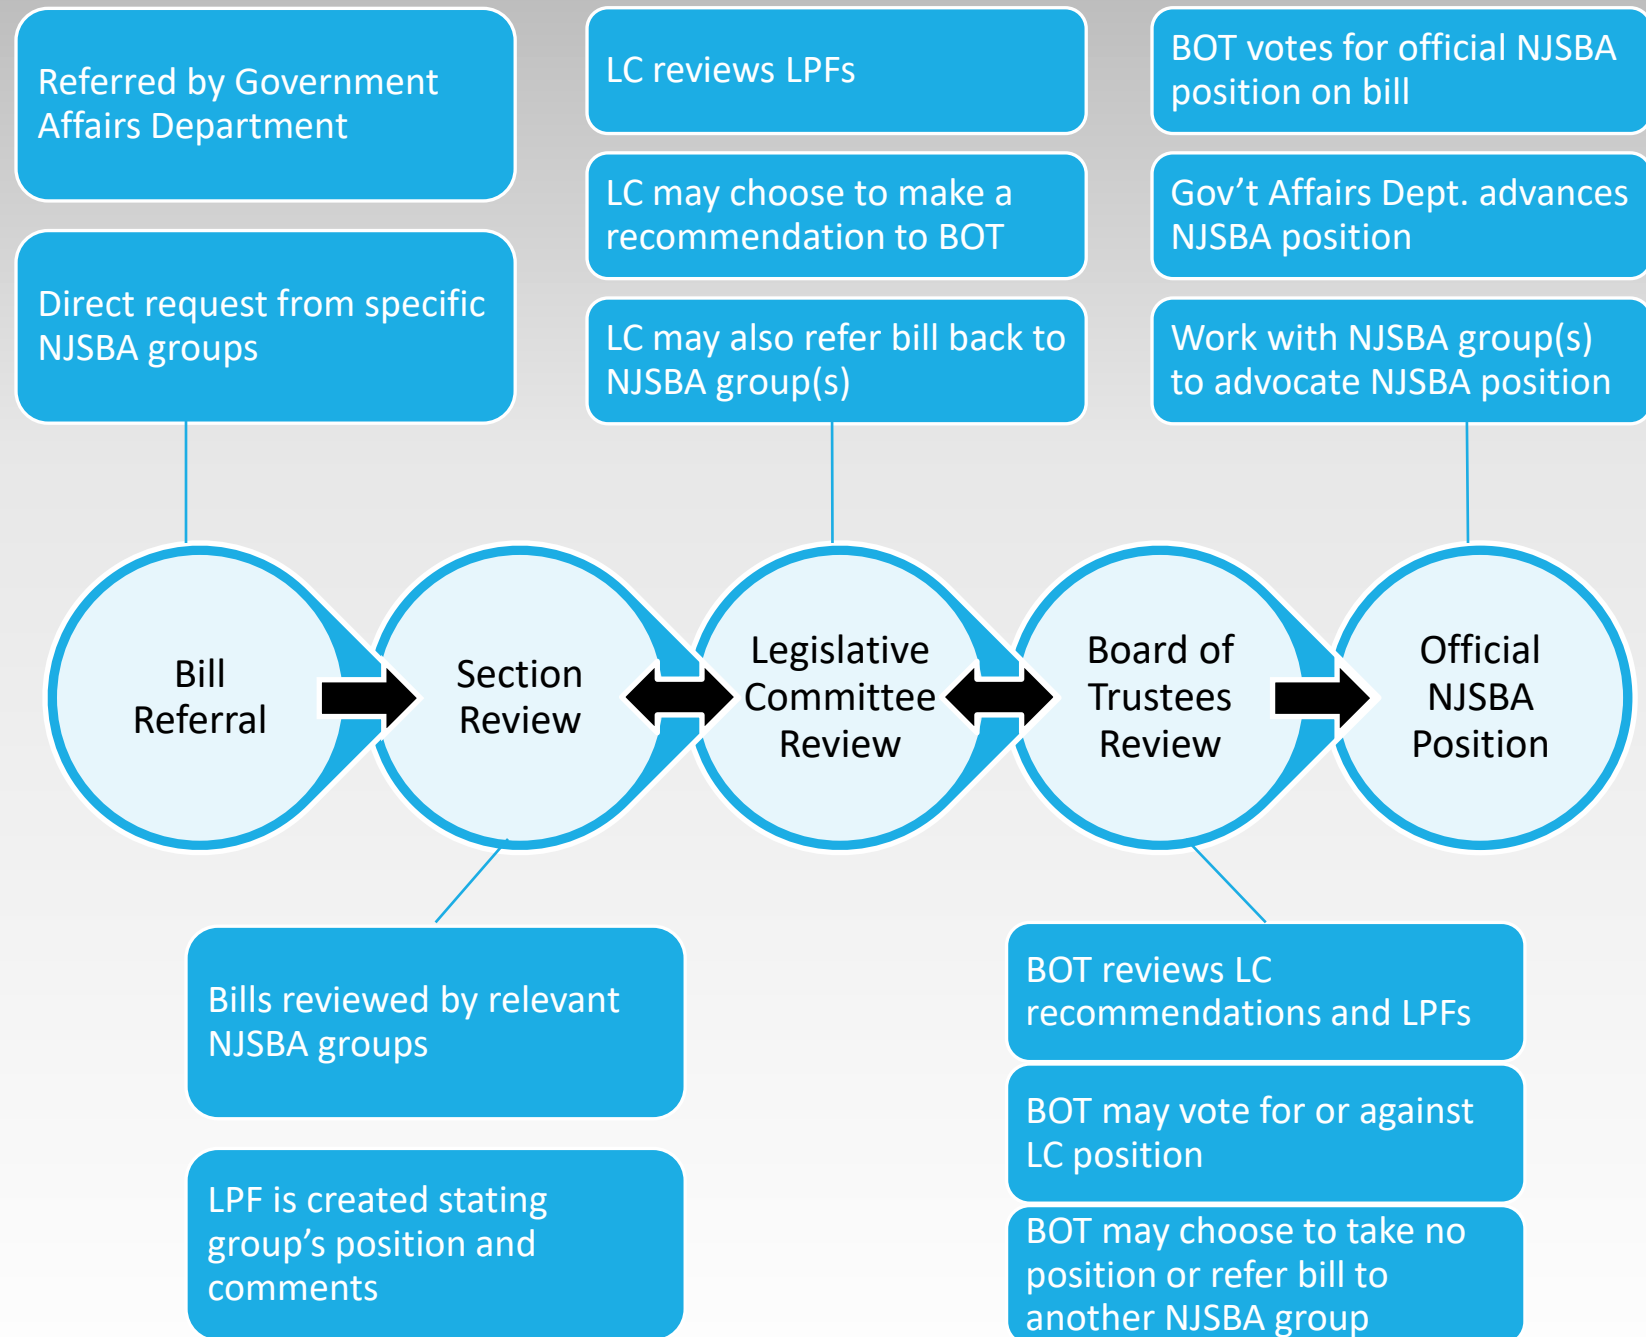 Referred by Government
Affairs Department
Direct request from specific
NJSBA groups
LC reviews LPFs
LC may choose to make a
recommendation to BOT
LC may also refer bill back to
NJSBA group(s)
BOT votes for official NJSBA
position on bill
Gov’t Affairs Dept. advances
NJSBA position
Work with NJSBA group(s)
to advocate NJSBA position
Bill
Referral
Section
Review
Legislative
Committee
Review
Board of
Trustees
Review
Official
NJSBA
Position
Bills reviewed by relevant
NJSBA groups
LPF is created stating
group’s position and
comments
BOT reviews LC
recommendations and LPFs
BOT may vote for or against
LC position
BOT may choose to take no
position or refer bill to
another NJSBA group